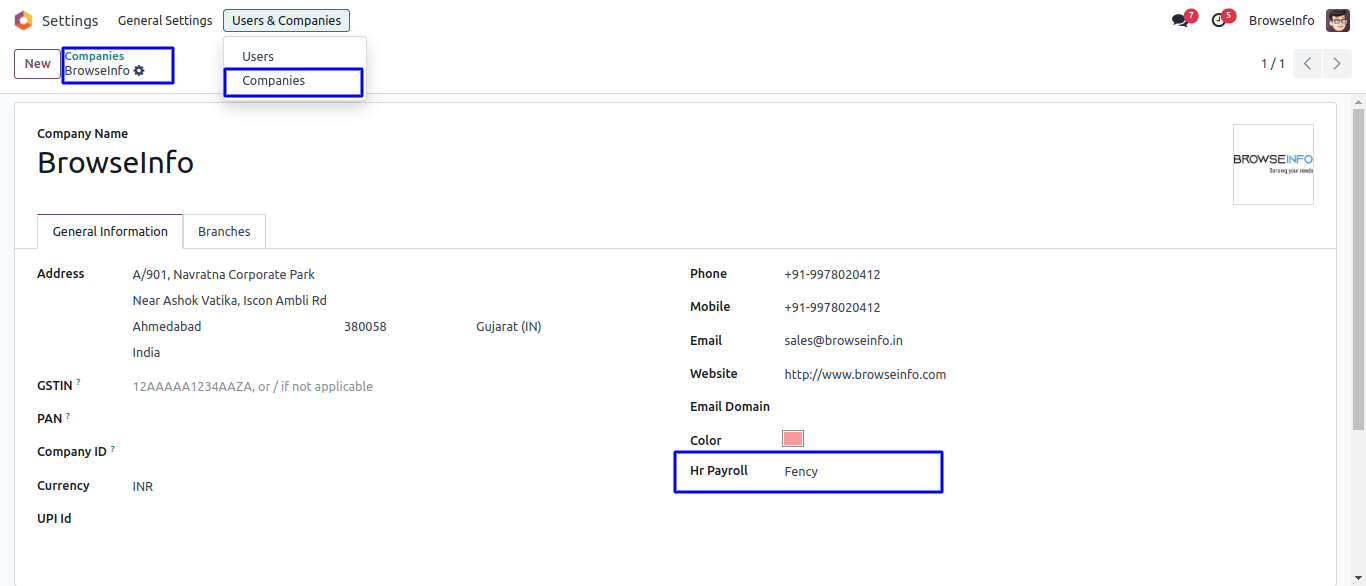 Settings General Settings Users & Companies 7 5 BrowseInfo
New Companies
BrowseInfo
Users
Companies
1 / 1
Company Name
BrowseInfo
BROWSEINFO
Serving your needs
General Information Branches
Address A/901, Navratna Corporate Park
Near Ashok Vatika, Iscon Ambli Rd
Ahmedabad 380058 Gujarat (IN)
India
GSTIN ? 12AAAAA1234AAZA, or / if not applicable
PAN ?
Company ID ?
Currency INR
UPI Id
Phone +91-9978020412
Mobile +91-9978020412
Email sales@browseinfo.in
Website http://www.browseinfo.com
Email Domain
Color
Hr Payroll Fency